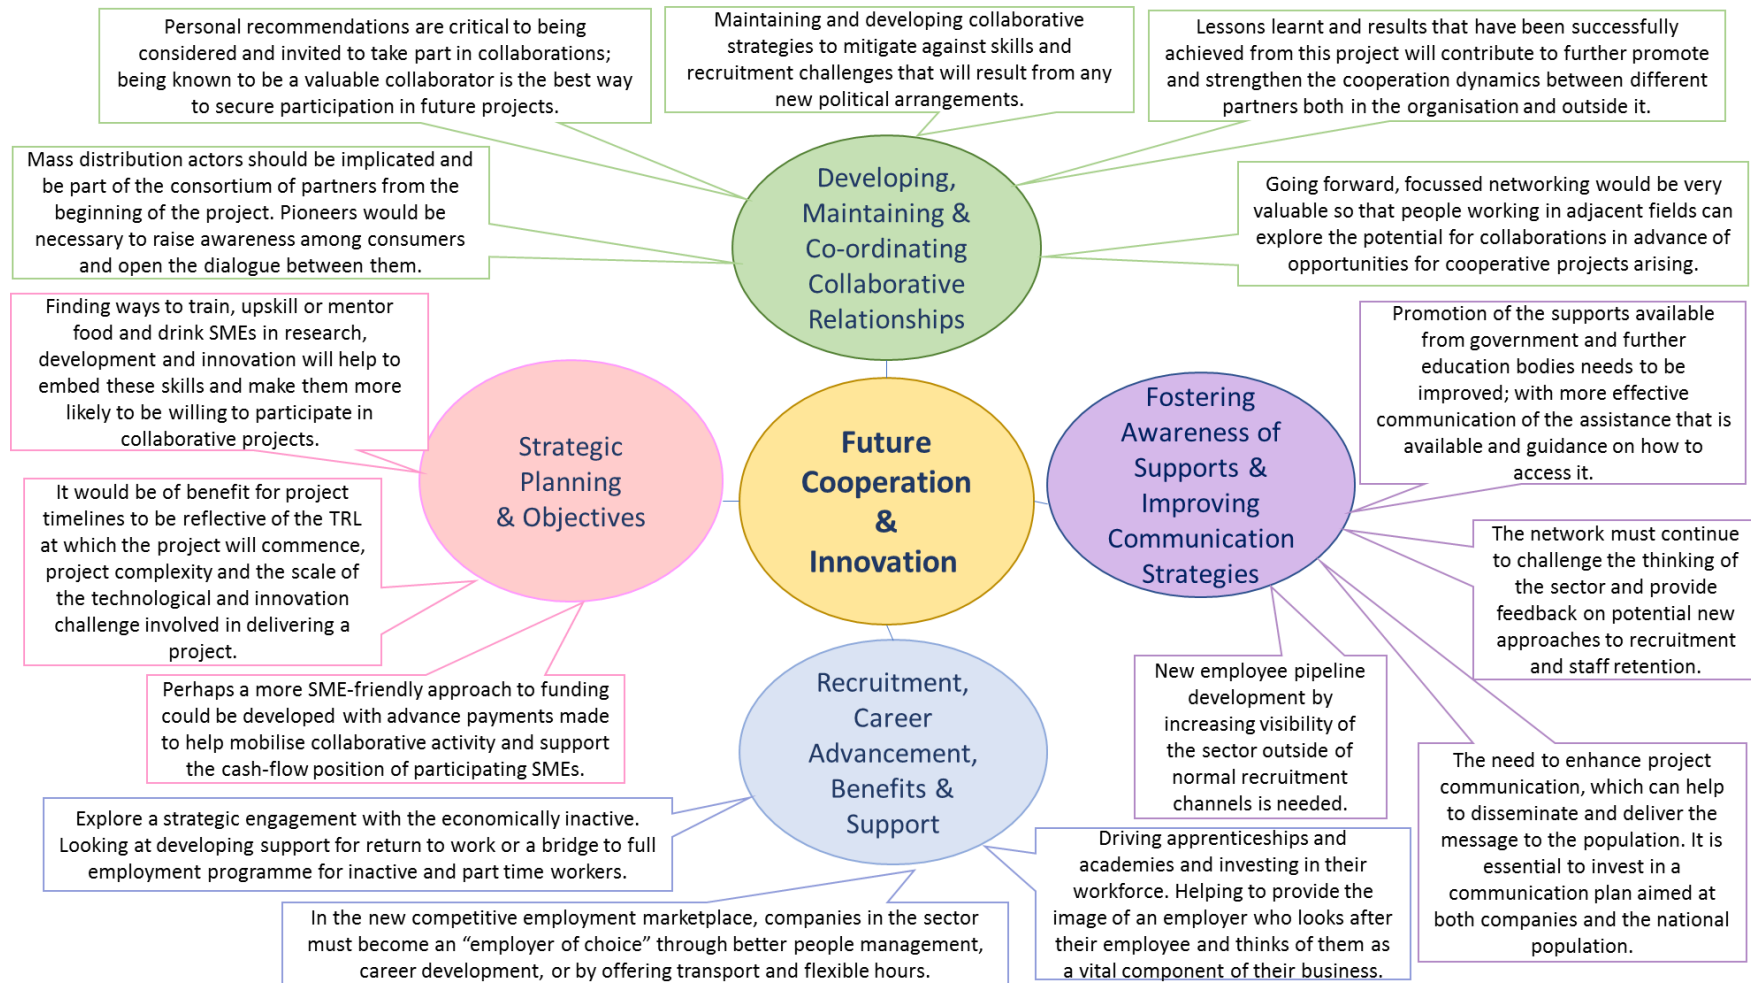 Personal recommendations are critical to being
considered and invited to take part in collaborations;
being known to be a valuable collaborator is the best way
to secure participation in future projects.
Maintaining and developing collaborative
strategies to mitigate against skills and
recruitment challenges that will result from any
new political arrangements.
Lessons learnt and results that have been successfully
achieved from this project will contribute to further promote
and strengthen the cooperation dynamics between different
partners both in the organisation and outside it.
Mass distribution actors should be implicated and
be part of the consortium of partners from the
beginning of the project. Pioneers would be
necessary to raise awareness among consumers
and open the dialogue between them.
Developing,
Maintaining &
Co-ordinating
Collaborative
Relationships
Going forward, focussed networking would be very
valuable so that people working in adjacent fields can
explore the potential for collaborations in advance of
opportunities for cooperative projects arising.
Finding ways to train, upskill or mentor
food and drink SMEs in research,
development and innovation will help to
embed these skills and make them more
likely to be willing to participate in
collaborative projects.
Strategic
Planning
& Objectives
Future
Cooperation
&
Innovation
Fostering
Awareness of
Supports &
Improving
Communication
Strategies
Promotion of the supports available
from government and further
education bodies needs to be
improved; with more effective
communication of the assistance that is
available and guidance on how to
access it.
It would be of benefit for project
timelines to be reflective of the TRL
at which the project will commence,
project complexity and the scale of
the technological and innovation
challenge involved in delivering a
project.
The network must continue
to challenge the thinking of
the sector and provide
feedback on potential new
approaches to recruitment
and staff retention.
Perhaps a more SME-friendly approach to funding
could be developed with advance payments made
to help mobilise collaborative activity and support
the cash-flow position of participating SMEs.
Recruitment,
Career
Advancement,
Benefits &
Support
New employee pipeline
development by
increasing visibility of
the sector outside of
normal recruitment
channels is needed.
The need to enhance project
communication, which can help
to disseminate and deliver the
message to the population. It is
essential to invest in a
communication plan aimed at
both companies and the national
population.
Explore a strategic engagement with the economically inactive.
Looking at developing support for return to work or a bridge to full
employment programme for inactive and part time workers.
Driving apprenticeships and
academies and investing in their
workforce. Helping to provide the
image of an employer who looks after
their employee and thinks of them as
a vital component of their business.
In the new competitive employment marketplace, companies in the sector
must become an “employer of choice” through better people management,
career development, or by offering transport and flexible hours.